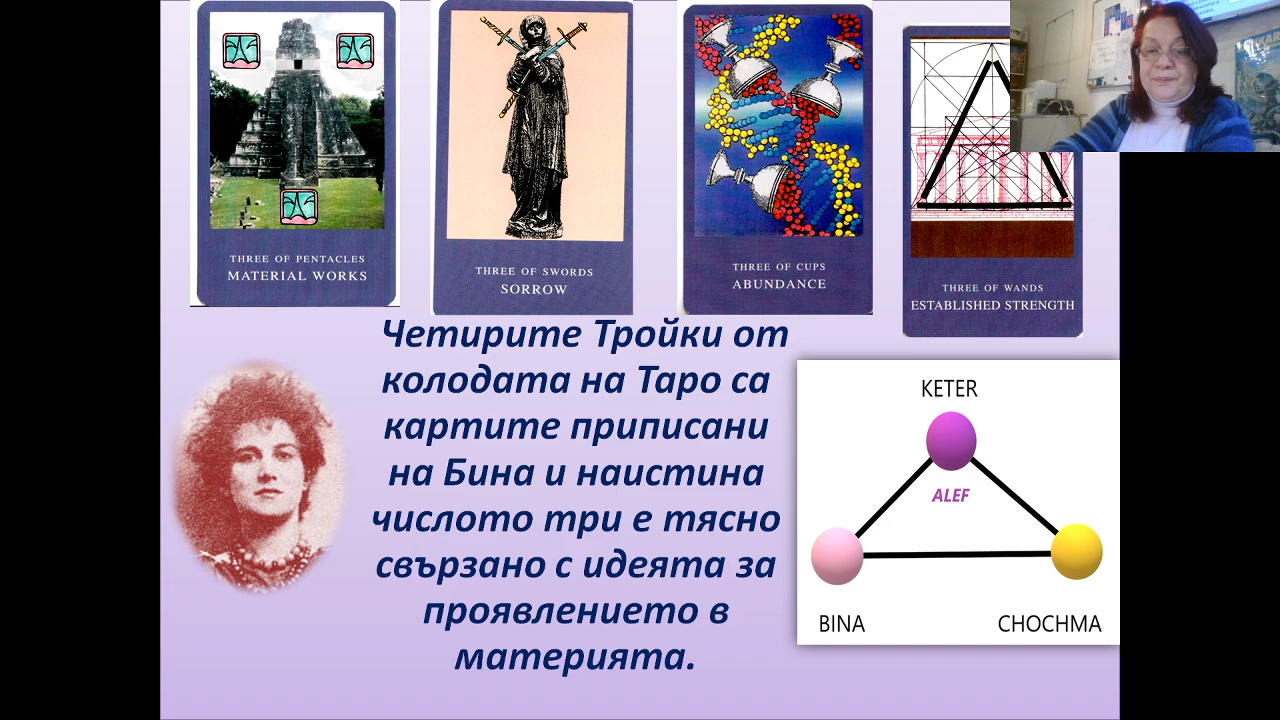 THREE OF PENTACLES
MATERIAL WORKS
THREE OF SWORDS
SORROW
THREE OF CUPS
ABUNDANCE
THREE OF WANDS
ESTABLISHED STRENGTH
Четирите Тройки от
колодата на Таро са
картите приписани
на Бина и наистина
числото три е тясно
свързано с идеята за
проявлението в
материята.
KETER
ALEF
BINA
CHOCHMA